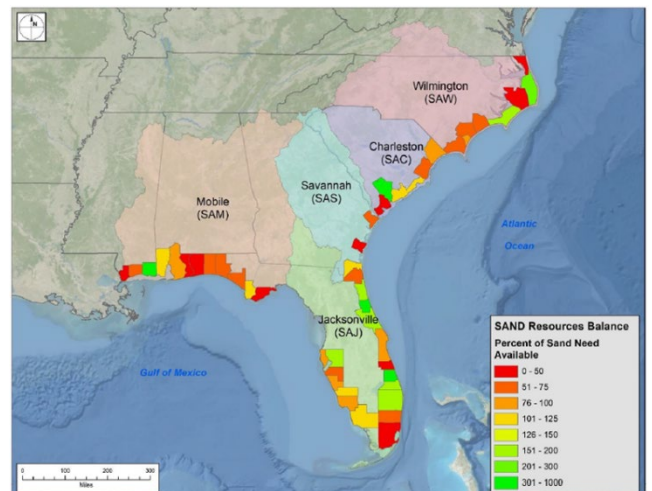 N
Wilmington
(SAW)
Charleston
(SAC)
Savannah
(SAS)
Mobile
(SAM)
Atlantic
Ocean
Jacksonville
(SAJ)
Gulf of Mexico
SAND Resources Balance
Percent of Sand Need
Available
0 - 50
51 - 75
76 - 100
101 - 125
126 - 150
151 - 200
201 - 300
301 - 1000
0 100 200 300
Miles